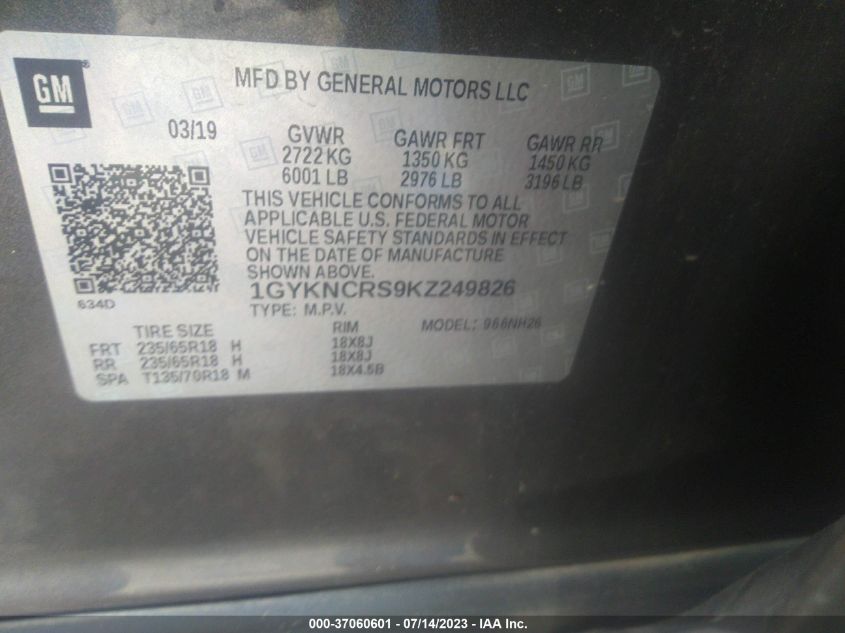 GM
MFD BY GENERAL MOTORS LLC
03/19
GVWR GAWR FRT GAWR RR
2722 KG 1350 KG 1450 KG
6001 LB 2976 LB 3196 LB
THIS VEHICLE CONFORMS TO ALL
APPLICABLE U.S. FEDERAL MOTOR
VEHICLE SAFETY STANDARDS IN EFFECT
ON THE DATE OF MANUFACTURE
SHOWN ABOVE.
1GYKNCRS9KZ249826
634D
TYPE: M.P.V.
TIRE SIZE RIM MODEL: 966NH26
FRT 235/65R18 H 18X8J
RR 235/65R18 H 18X8J
SPA T135/70R18 M 18X4.5B
000-37060601 - 07/14/2023 - IAA Inc.